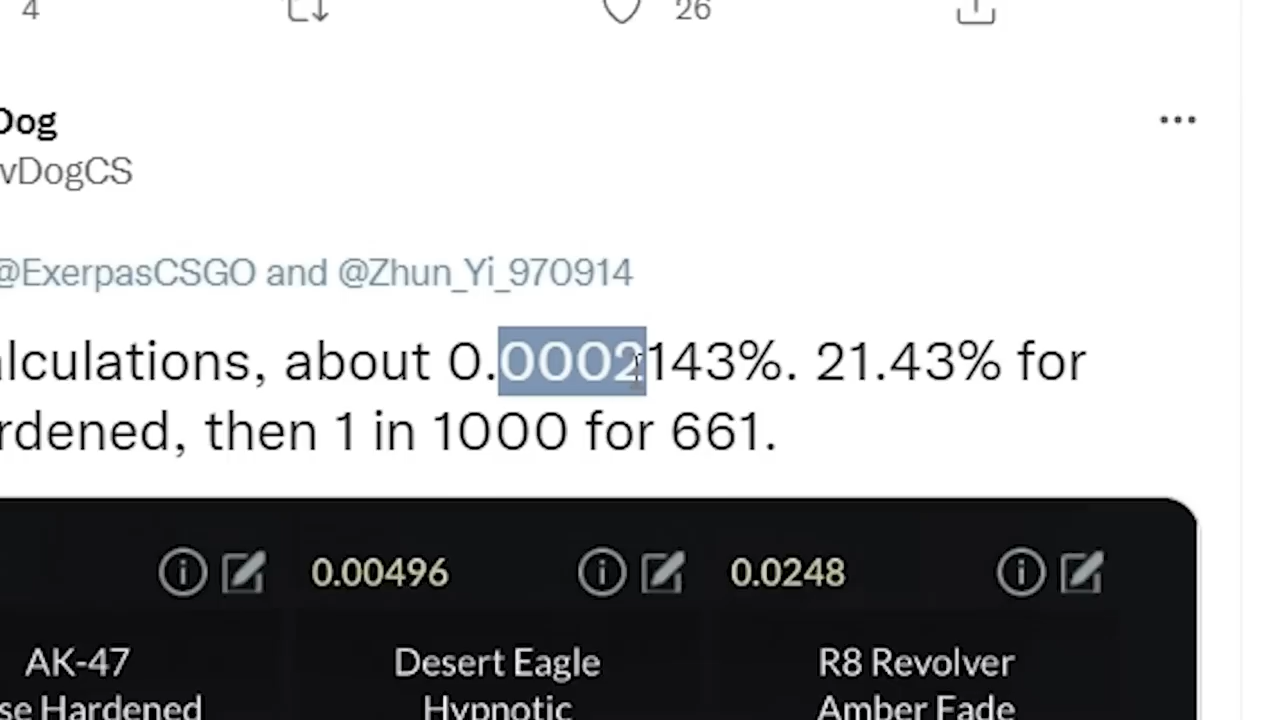 4 26
Dog
vDogCS
@ExerpasCSGO and @Zhun_Yi_970914
alculations, about 0.0002143%. 21.43% for
rdened, then 1 in 1000 for 661.
0.00496 0.0248
AK-47 Desert Eagle R8 Revolver
se Hardened Hypnotic Amber Fade